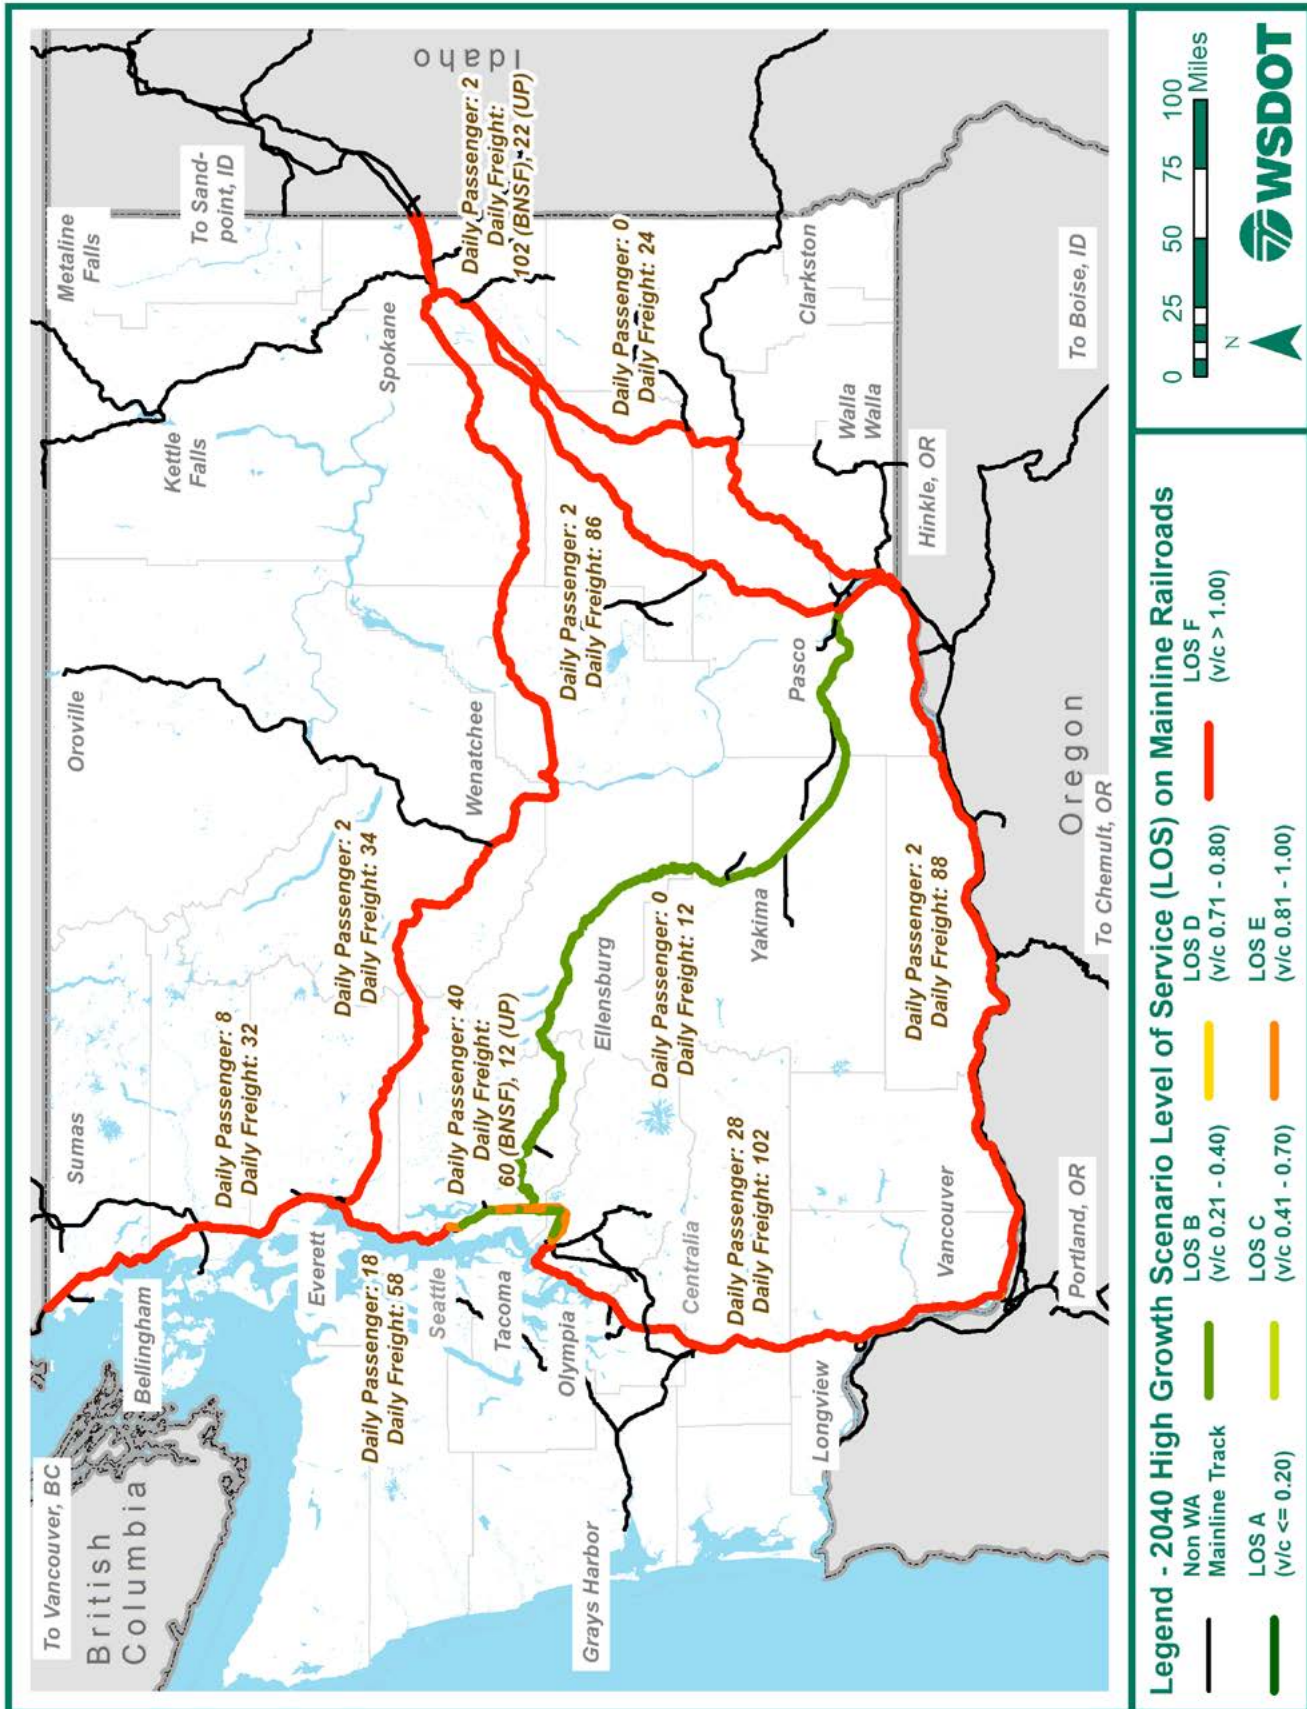 To Vancouver, BC
British
Columbia
Bellingham
Sumas
Oroville
Metaline
Falls
Kettle
Falls
To Sand-
point, ID
Idaho
Daily Passenger: 8
Daily Freight: 32
Everett
Daily Passenger: 2
Daily Freight: 34
Spokane
Daily Passenger: 2
Daily Freight:
102 (BNSF), 22 (UP)
Daily Passenger: 18
Daily Freight: 58
Seattle
Daily Passenger: 40
Daily Freight:
60 (BNSF), 12 (UP)
Wenatchee
Tacoma
Olympia
Grays Harbor
Ellensburg
Daily Passenger: 2
Daily Freight: 86
Daily Passenger: 0
Daily Freight: 24
Daily Passenger: 0
Daily Freight: 12
Centralia
Daily Passenger: 28
Daily Freight: 102
Yakima
Pasco
Clarkston
Walla
Walla
Longview
Vancouver
Daily Passenger: 2
Daily Freight: 88
Hinkle, OR
Portland, OR
Oregon
To Chemult, OR
To Boise, ID
Legend - 2040 High Growth Scenario Level of Service (LOS) on Mainline Railroads
Non WA
Mainline Track
LOS B
(v/c 0.21 - 0.40)
LOS D
(v/c 0.71 - 0.80)
LOS F
(v/c > 1.00)
LOS A
(v/c <= 0.20)
LOS C
(v/c 0.41 - 0.70)
LOS E
(v/c 0.81 - 1.00)
0 25 50 75 100
Miles
N
WSDOT